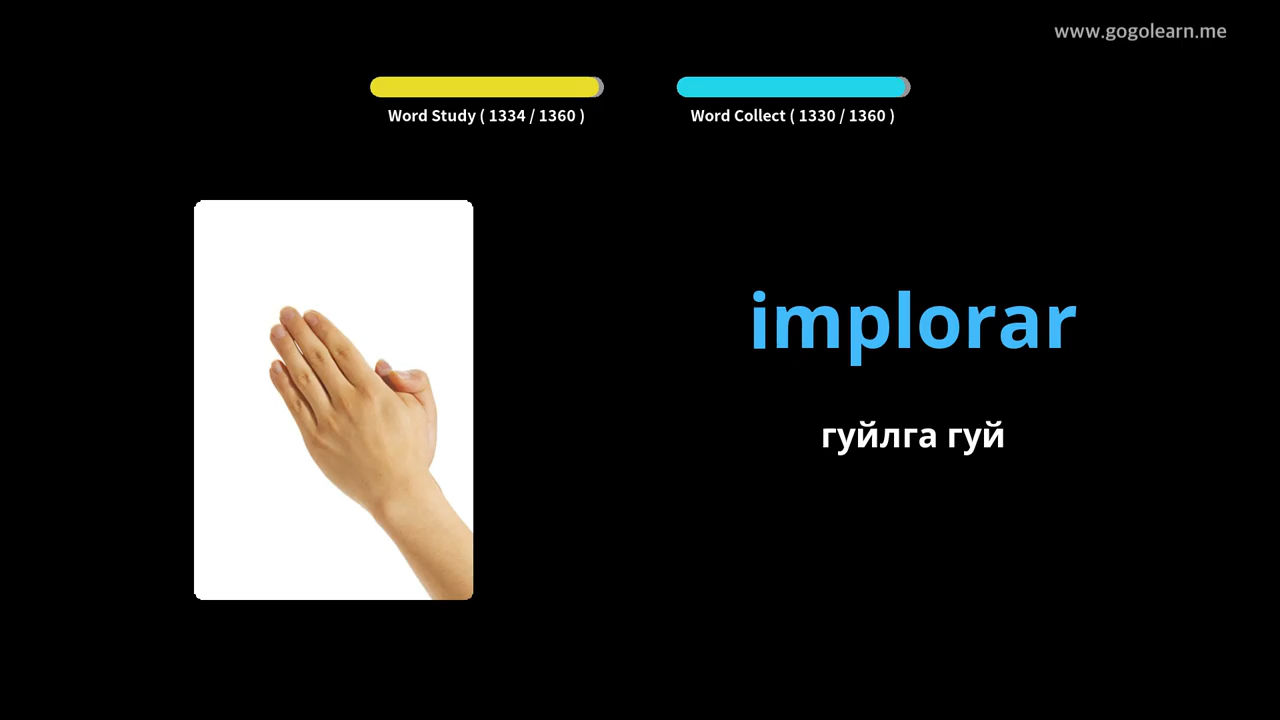 www.gogolearn.me
Word Study ( 1334 / 1360 )
Word Collect ( 1330 / 1360 )
implorar
гуйлга гуй